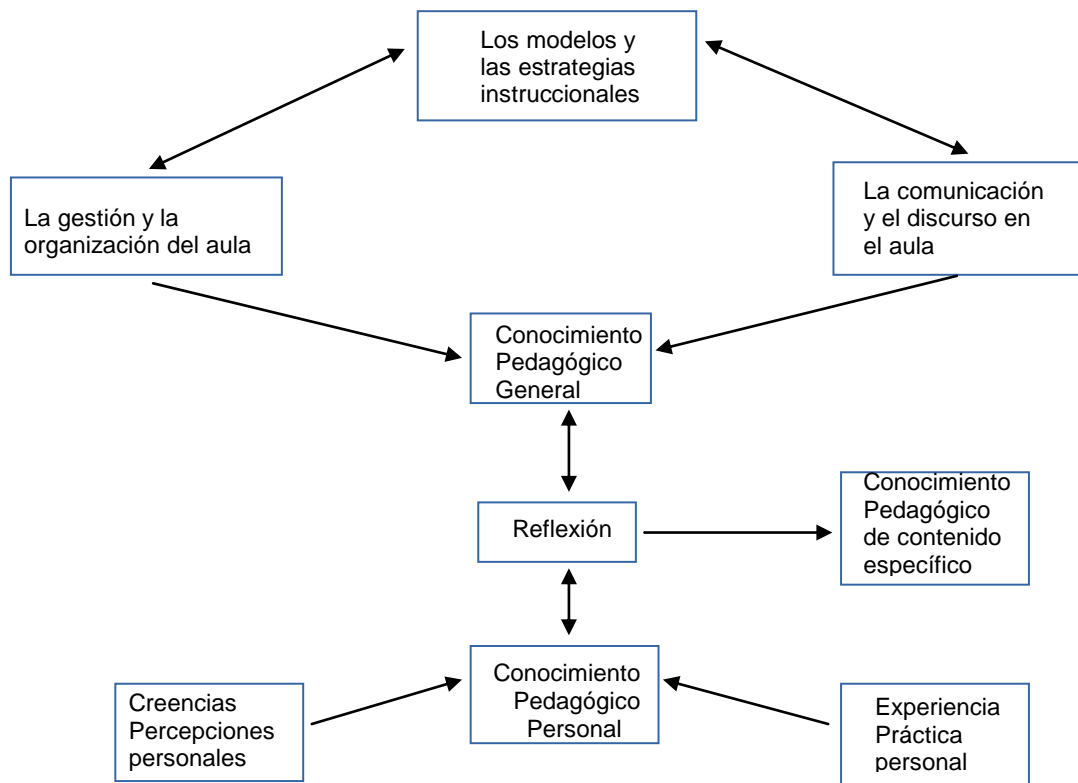 Los modelos y
las estrategias
instruccionales
La gestión y la
organización del aula
La comunicación
y el discurso en
el aula
Conocimiento
Pedagógico
General
Reflexión
Conocimiento
Pedagógico
de contenido
específico
Conocimiento
Pedagógico
Personal
Creencias
Percepciones
personales
Experiencia
Práctica
personal